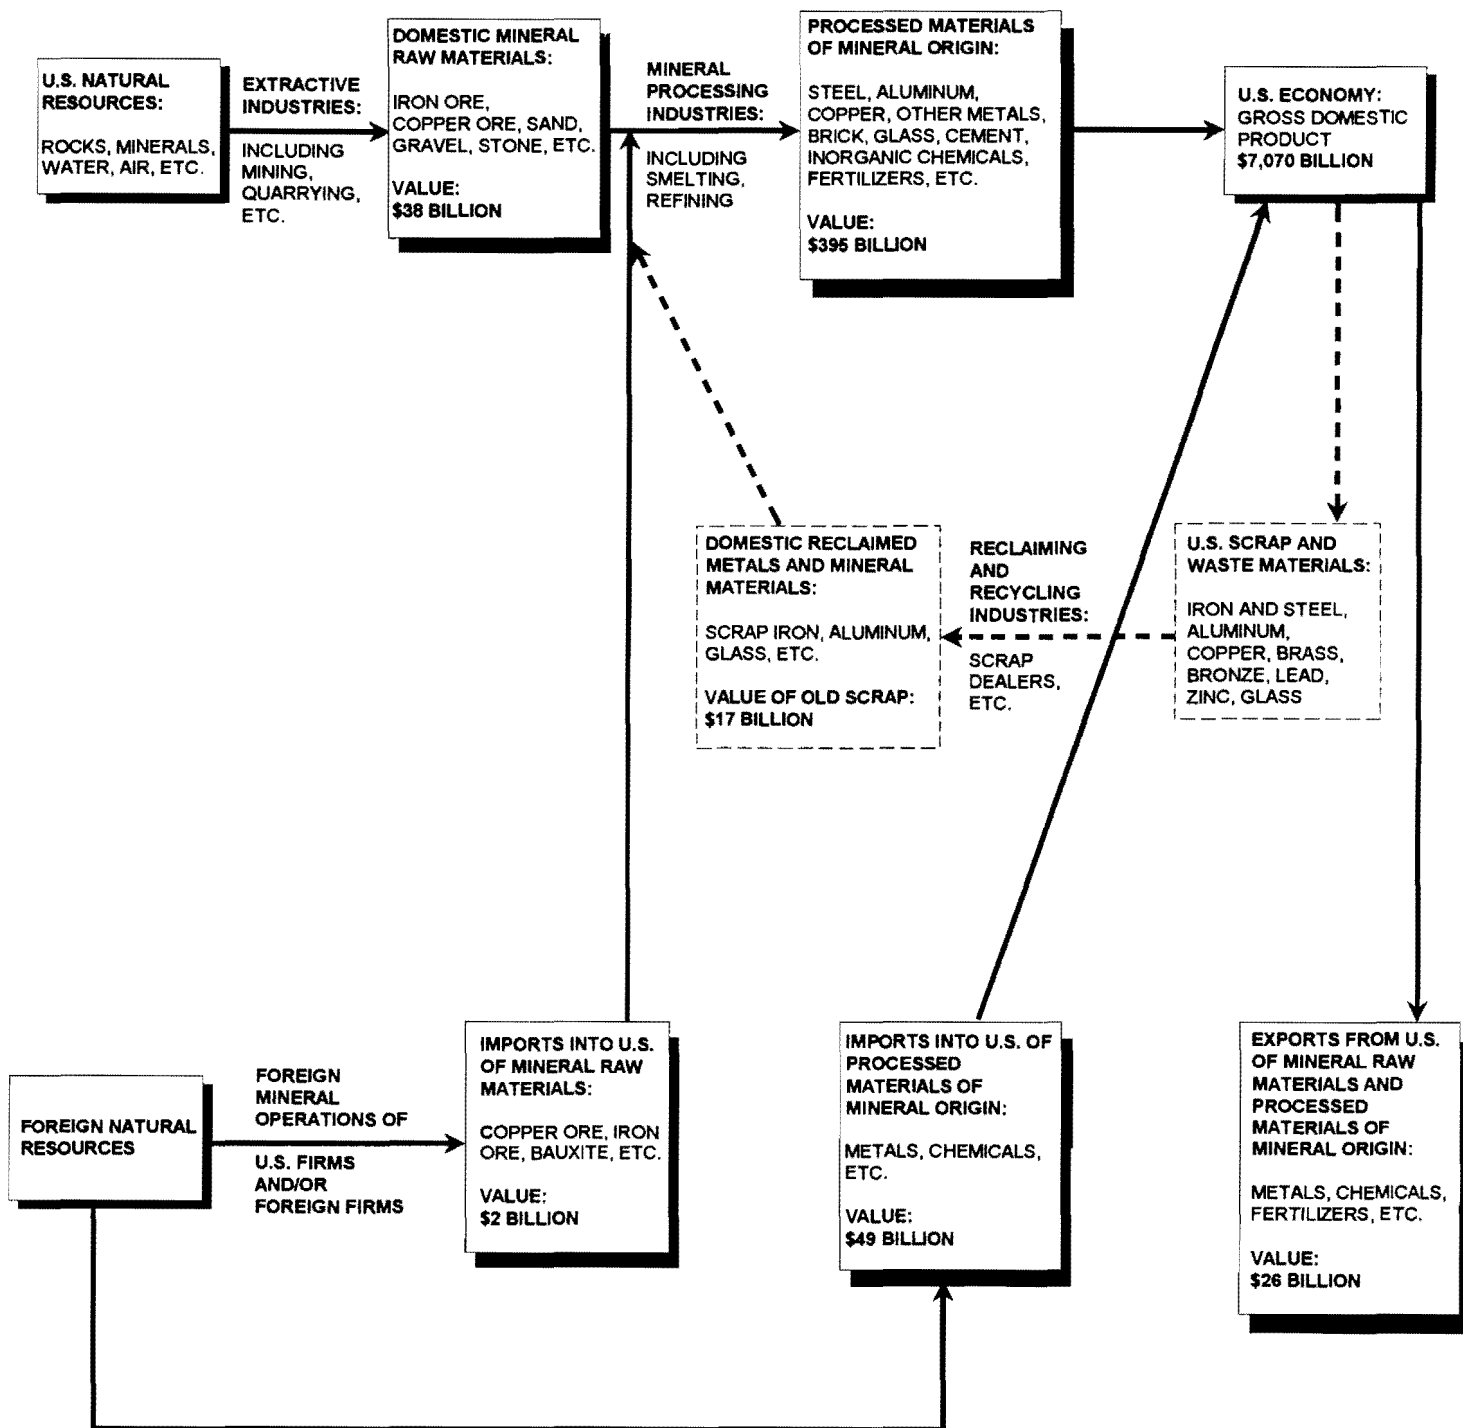 U.S. NATURAL
RESOURCES:
ROCKS, MINERALS,
WATER, AIR, ETC.
EXTRACTIVE
INDUSTRIES:
INCLUDING
MINING,
QUARRYING,
ETC.
DOMESTIC MINERAL
RAW MATERIALS:
IRON ORE,
COPPER ORE, SAND,
GRAVEL, STONE, ETC.
VALUE:
$38 BILLION
MINERAL
PROCESSING
INDUSTRIES:
INCLUDING
SMELTING,
REFINING
PROCESSED MATERIALS
OF MINERAL ORIGIN:
STEEL, ALUMINUM,
COPPER, OTHER METALS,
BRICK, GLASS, CEMENT,
INORGANIC CHEMICALS,
FERTILIZERS, ETC.
VALUE:
$395 BILLION
U.S. ECONOMY:
GROSS DOMESTIC
PRODUCT
$7,070 BILLION
DOMESTIC RECLAIMED
METALS AND MINERAL
MATERIALS:
SCRAP IRON, ALUMINUM,
GLASS, ETC.
VALUE OF OLD SCRAP:
$17 BILLION
RECLAIMING
AND
RECYCLING
INDUSTRIES:
SCRAP
DEALERS,
ETC.
U.S. SCRAP AND
WASTE MATERIALS:
IRON AND STEEL,
ALUMINUM,
COPPER, BRASS,
BRONZE, LEAD,
ZINC, GLASS
FOREIGN NATURAL
RESOURCES
FOREIGN
MINERAL
OPERATIONS OF
U.S. FIRMS
AND/OR
FOREIGN FIRMS
IMPORTS INTO U.S.
OF MINERAL RAW
MATERIALS:
COPPER ORE, IRON
ORE, BAUXITE, ETC.
VALUE:
$2 BILLION
IMPORTS INTO U.S. OF
PROCESSED
MATERIALS OF
MINERAL ORIGIN:
METALS, CHEMICALS,
ETC.
VALUE:
$49 BILLION
EXPORTS FROM U.S.
OF MINERAL RAW
MATERIALS AND
PROCESSED
MATERIALS OF
MINERAL ORIGIN:
METALS, CHEMICALS,
FERTILIZERS, ETC.
VALUE:
$26 BILLION